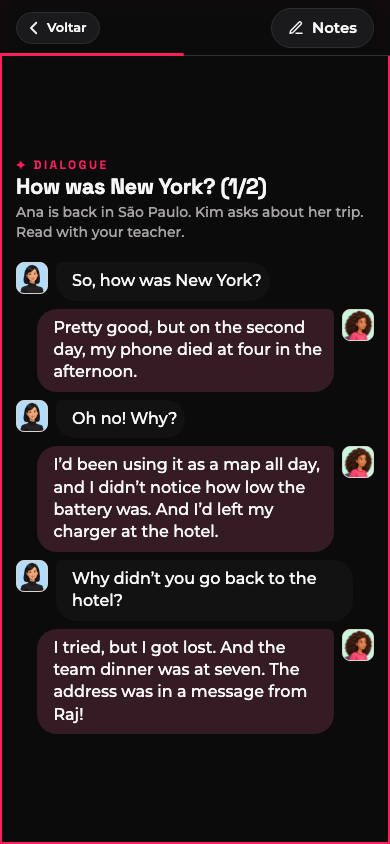 Voltar
Notes
DIALOGUE
How was New York? (1/2)
Ana is back in São Paulo. Kim asks about her trip.
Read with your teacher.
So, how was New York?
Pretty good, but on the second
day, my phone died at four in the
afternoon.
Oh no! Why?
I’d been using it as a map all day,
and I didn’t notice how low the
battery was. And I’d left my
charger at the hotel.
Why didn’t you go back to the
hotel?
I tried, but I got lost. And the
team dinner was at seven. The
address was in a message from
Raj!